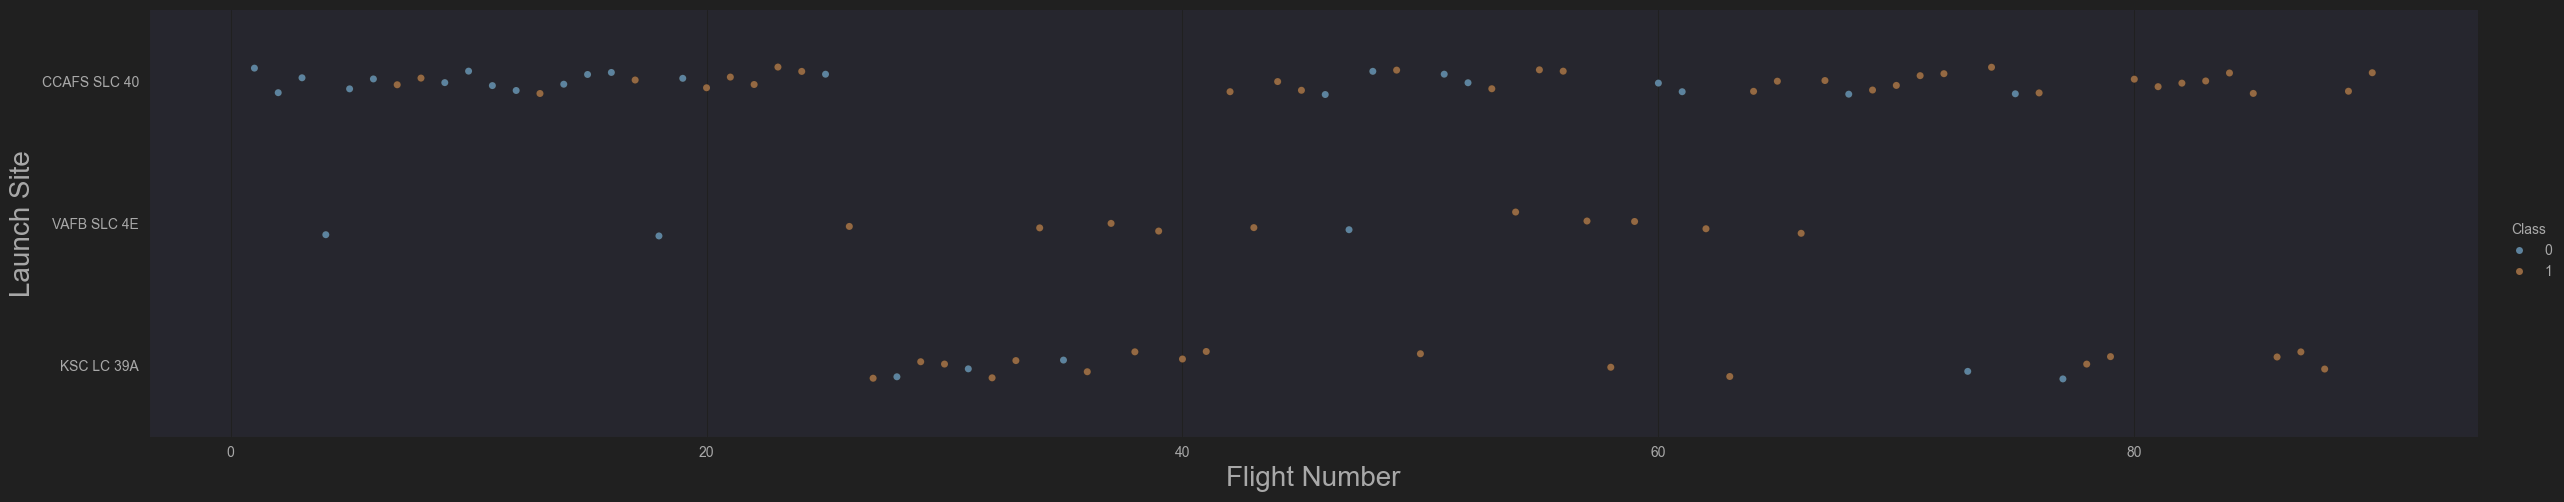 Launch Site
CCAFS SLC 40
VAFB SLC 4E
KSC LC 39A
0
20
40
60
80
Flight Number
Class
0
1